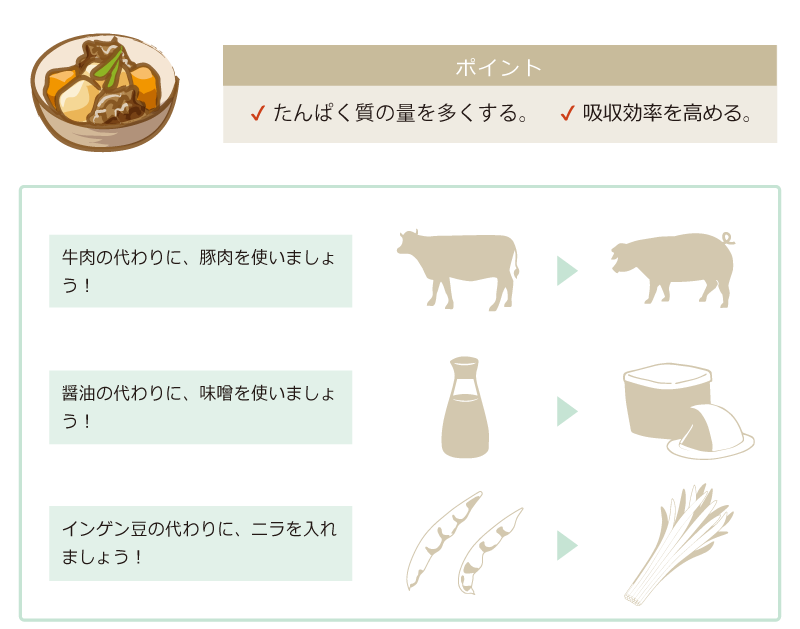 ポイント
✓たんぱく質の量を多くする。 ✓吸収効率を高める。
牛肉の代わりに、豚肉を使いましょ
う！
醤油の代わりに、味噌を使いましょ
う！
インゲン豆の代わりに、ニラを入れ
ましょう！